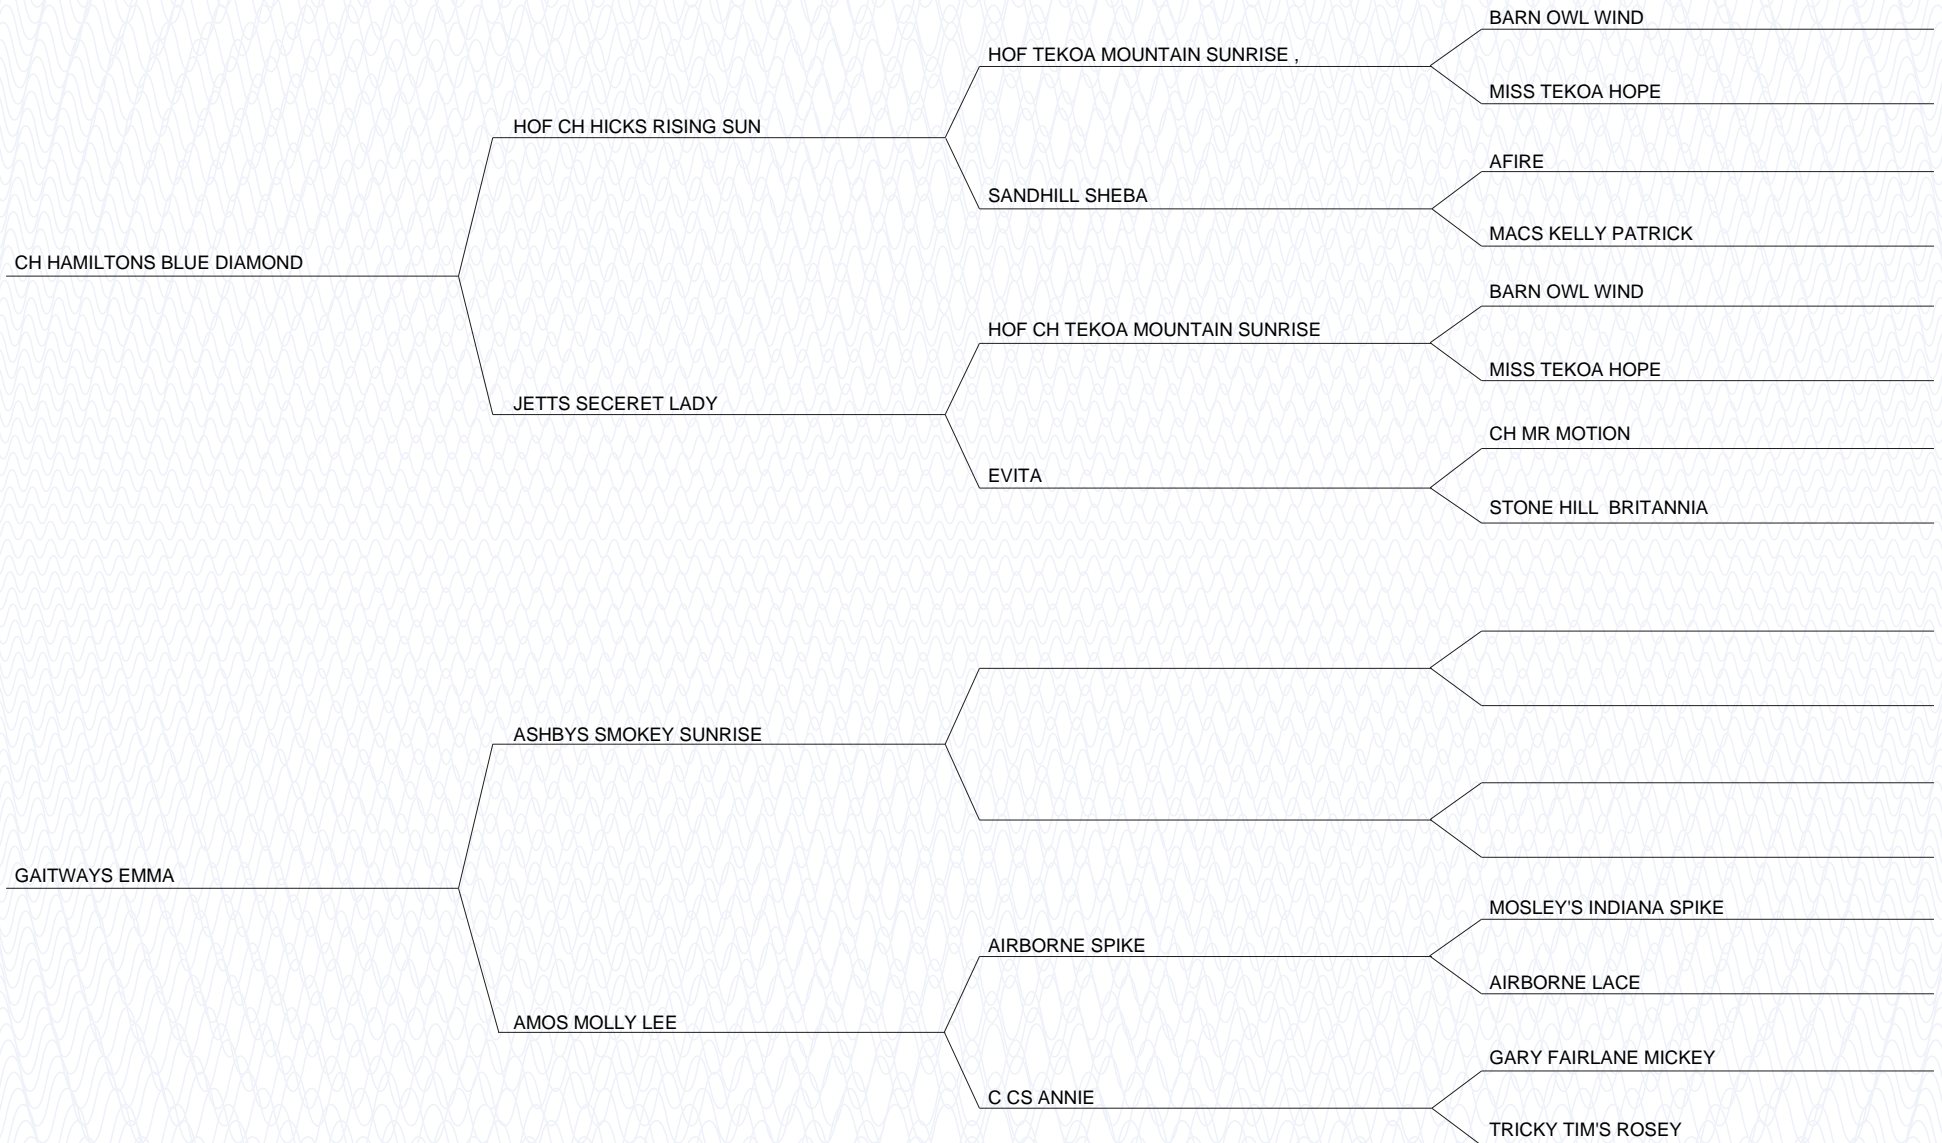 BARN OWL WIND
HOF TEKOA MOUNTAIN SUNRISE ,
MISS TEKOA HOPE
HOF CH HICKS RISING SUN
AFIRE
SANDHILL SHEBA
MACS KELLY PATRICK
CH HAMILTONS BLUE DIAMOND
BARN OWL WIND
HOF CH TEKOA MOUNTAIN SUNRISE
MISS TEKOA HOPE
JETTS SECERET LADY
CH MR MOTION
EVITA
STONE HILL  BRITANNIA
ASHBYS SMOKEY SUNRISE
GAITWAYS EMMA
MOSLEY'S INDIANA SPIKE
AIRBORNE SPIKE
AIRBORNE LACE
AMOS MOLLY LEE
GARY FAIRLANE MICKEY
C CS ANNIE
TRICKY TIM'S ROSEY